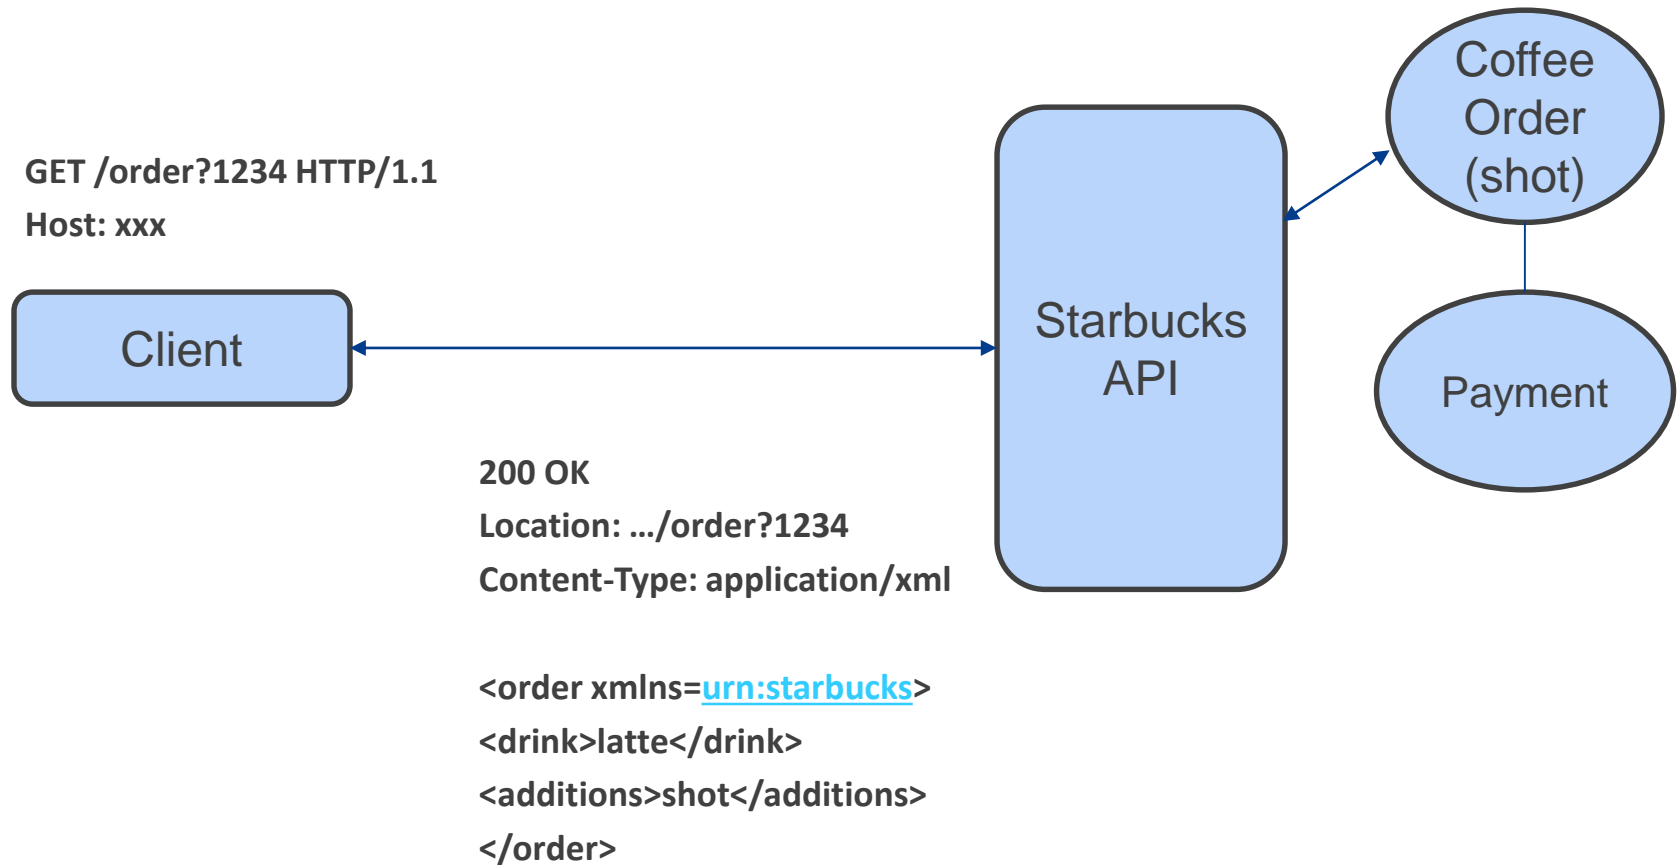 GET /order?1234 HTTP/1.1
Host: xxx
Client
200 OK
Location: …/order?1234
Content-Type: application/xml
<order xmlns=urn:starbucks>
<drink>latte</drink>
<additions>shot</additions>
</order>
Starbucks
API
Coffee
Order
(shot)
Payment